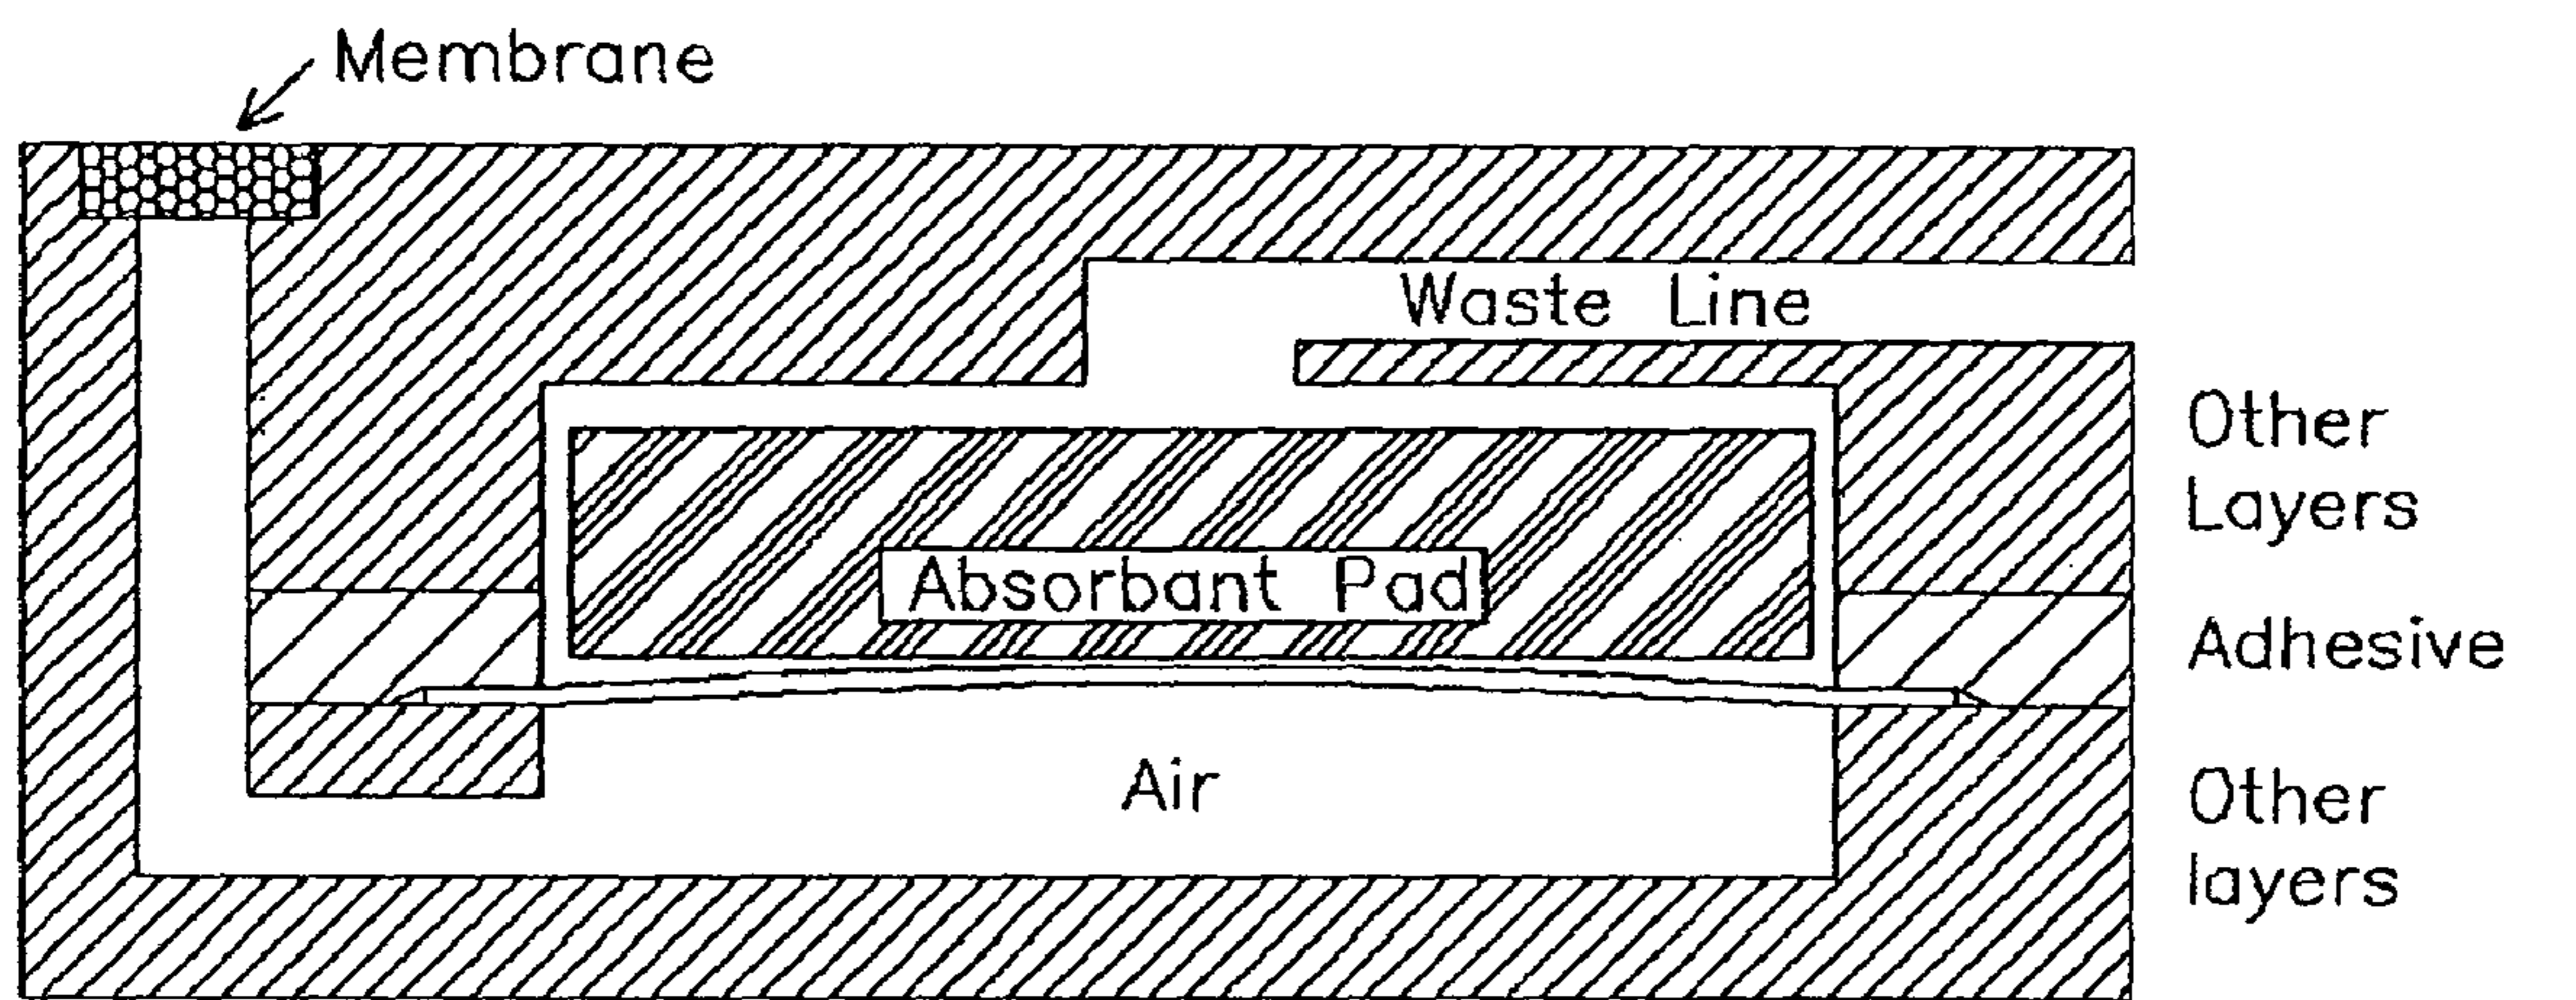 Membrane
Waste Line
Other
Layers
Absorbant Pad
Adhesive
Air
Other
layers